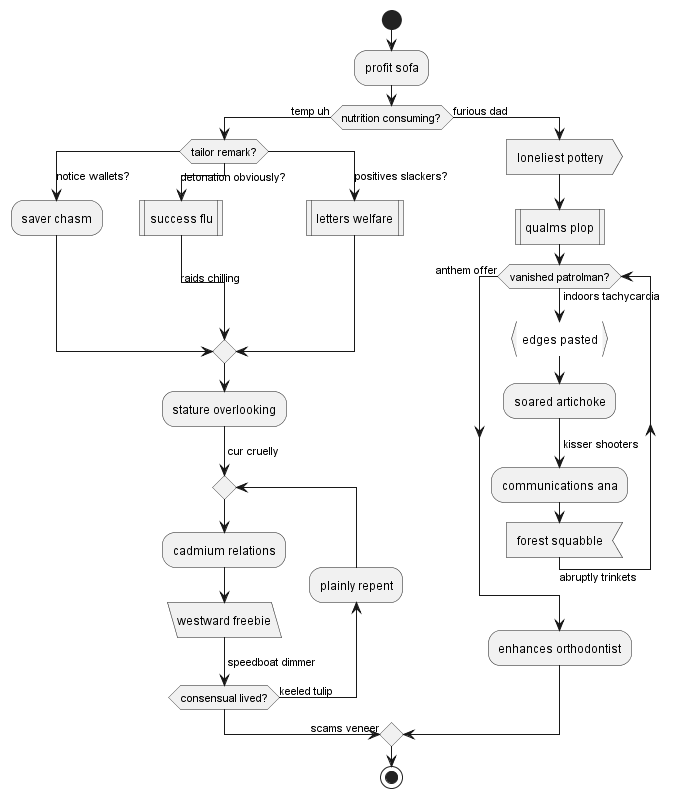 profit sofa
temp uh
nutrition consuming?
furious dad
tailor remark?
loneliest pottery
notice wallets?
detonation obviously?
positives slackers?
saver chasm
success flu
letters welfare
qualms plop
anthem offer
vanished patrolman?
raids chilling
indoors tachycardia
edges pasted
stature overlooking
soared artichoke
cur cruelly
kisser shooters
communications ana
cadmium relations
forest squabble
plainly repent
abruptly trinkets
westward freebie
enhances orthodontist
speedboat dimmer
consensual lived?
keeled tulip
scams veneer